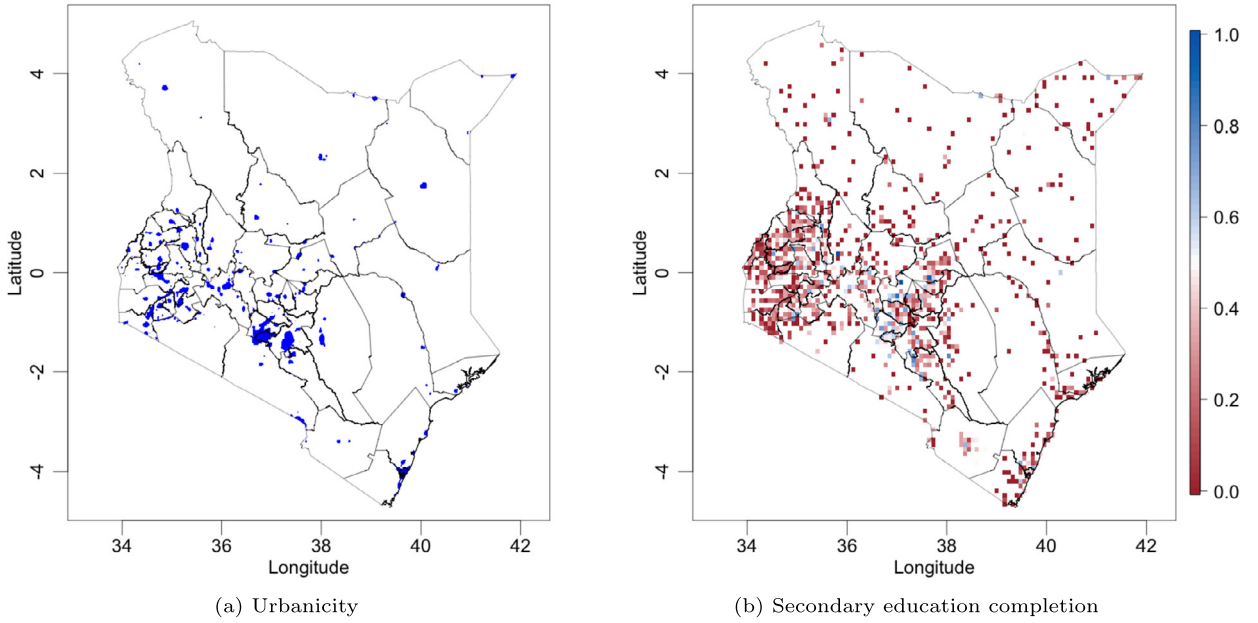 Latitude
4
2
0
-2
-4
34 36 38 40 42
Longitude
(a) Urbanicity
Latitude
4
2
0
-2
-4
34 36 38 40 42
Longitude
1.0
0.8
0.6
0.4
0.2
0.0
(b) Secondary education completion